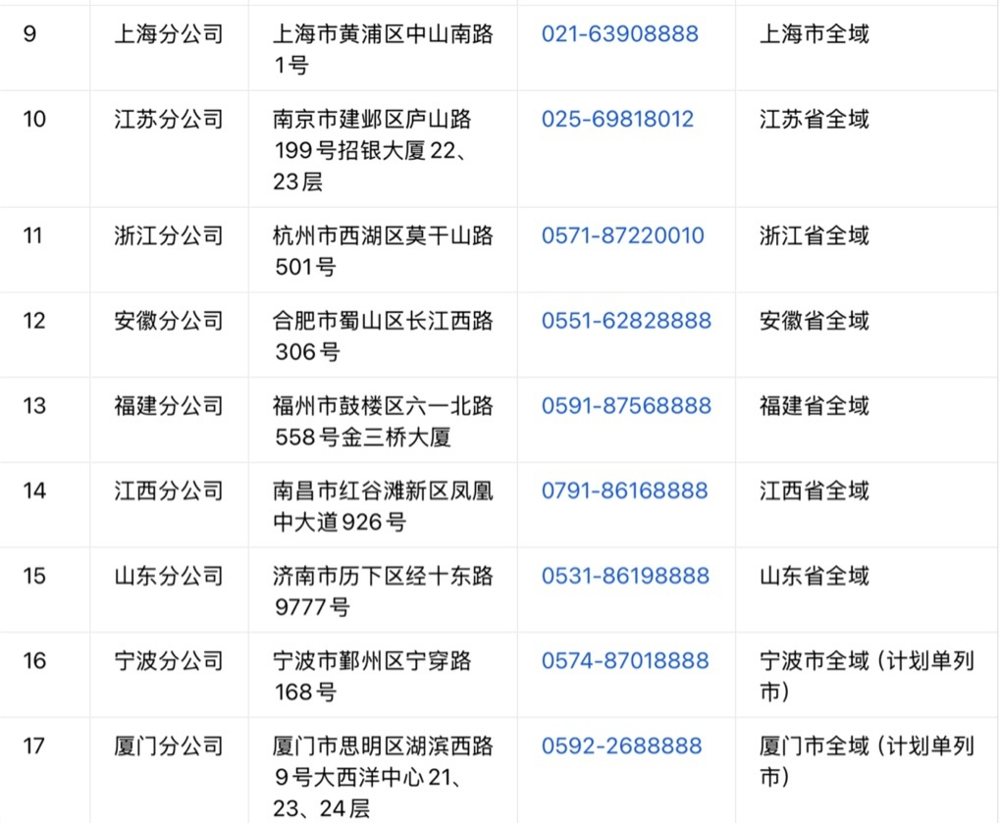 9 上海分公司 上海市黄浦区中山南路 021-63908888 上海市全域
1号
10 江苏分公司 南京市建邺区庐山路 025-69818012 江苏省全域
199号招银大厦22、
23层
11 浙江分公司 杭州市西湖区莫干山路 0571-87220010 浙江省全域
501号
12 安徽分公司 合肥市蜀山区长江西路 0551-62828888 安徽省全域
306号
13 福建分公司 福州市鼓楼区六一北路 0591-87568888 福建省全域
558号金三桥大厦
14 江西分公司 南昌市红谷滩新区凤凰 0791-86168888 江西省全域
中大道926号
15 山东分公司 济南市历下区经十东路 0531-86198888 山东省全域
9777号
16 宁波分公司 宁波市鄞州区宁穿路 0574-87018888 宁波市全域（计划单列
168号 市）
17 厦门分公司 厦门市思明区湖滨西路 0592-2688888 厦门市全域（计划单列
9号大西洋中心21、 市）
23、24层